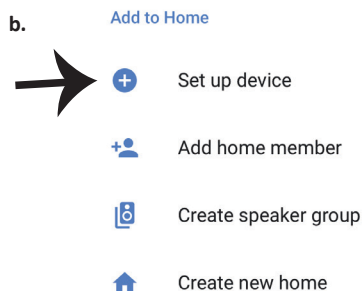 b.
Add to Home
Set up device
Add home member
Create speaker group
Create new home